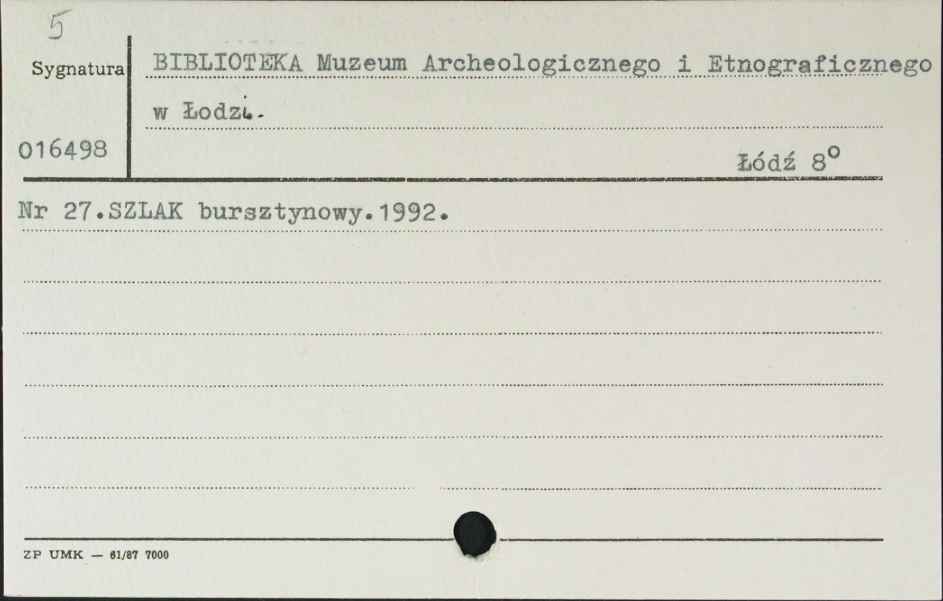 5
Sygnatura
BIBLIOTEKA Muzeum Archeologicznego i Etnograficznego
w Łodzi.
016498
Łódź 8°
Nr 27.SZLAK bursztynowy.1992.
ZP UMK — 61/87 7000